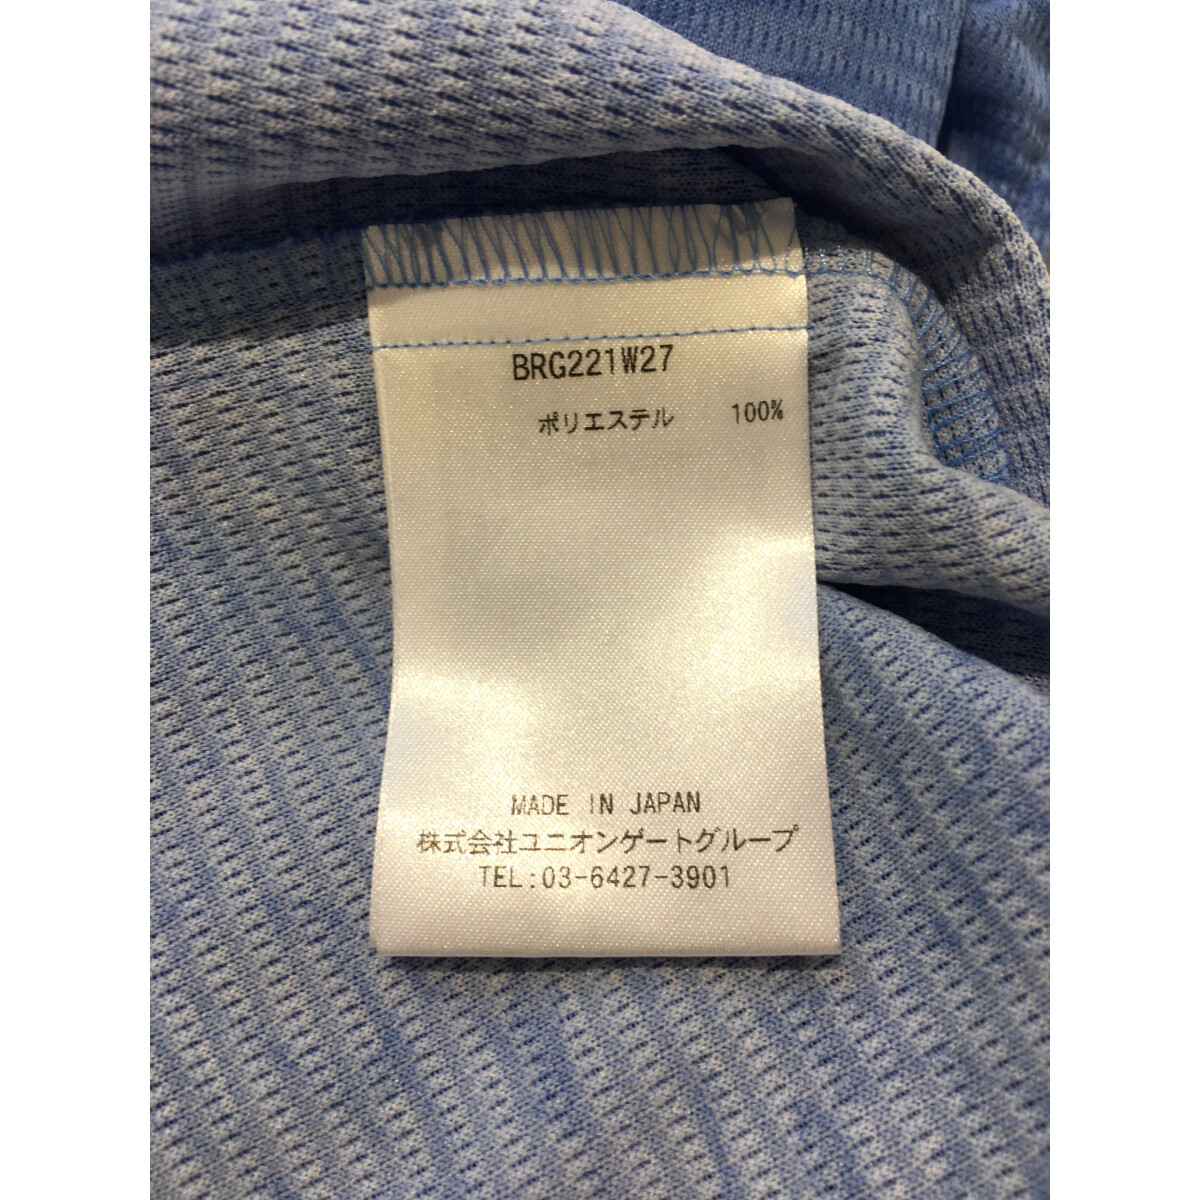 BRG221W27
ポリエステル 100%
MADE IN JAPAN
株式会社ユニオンゲートグループ
TEL:03-6427-3901